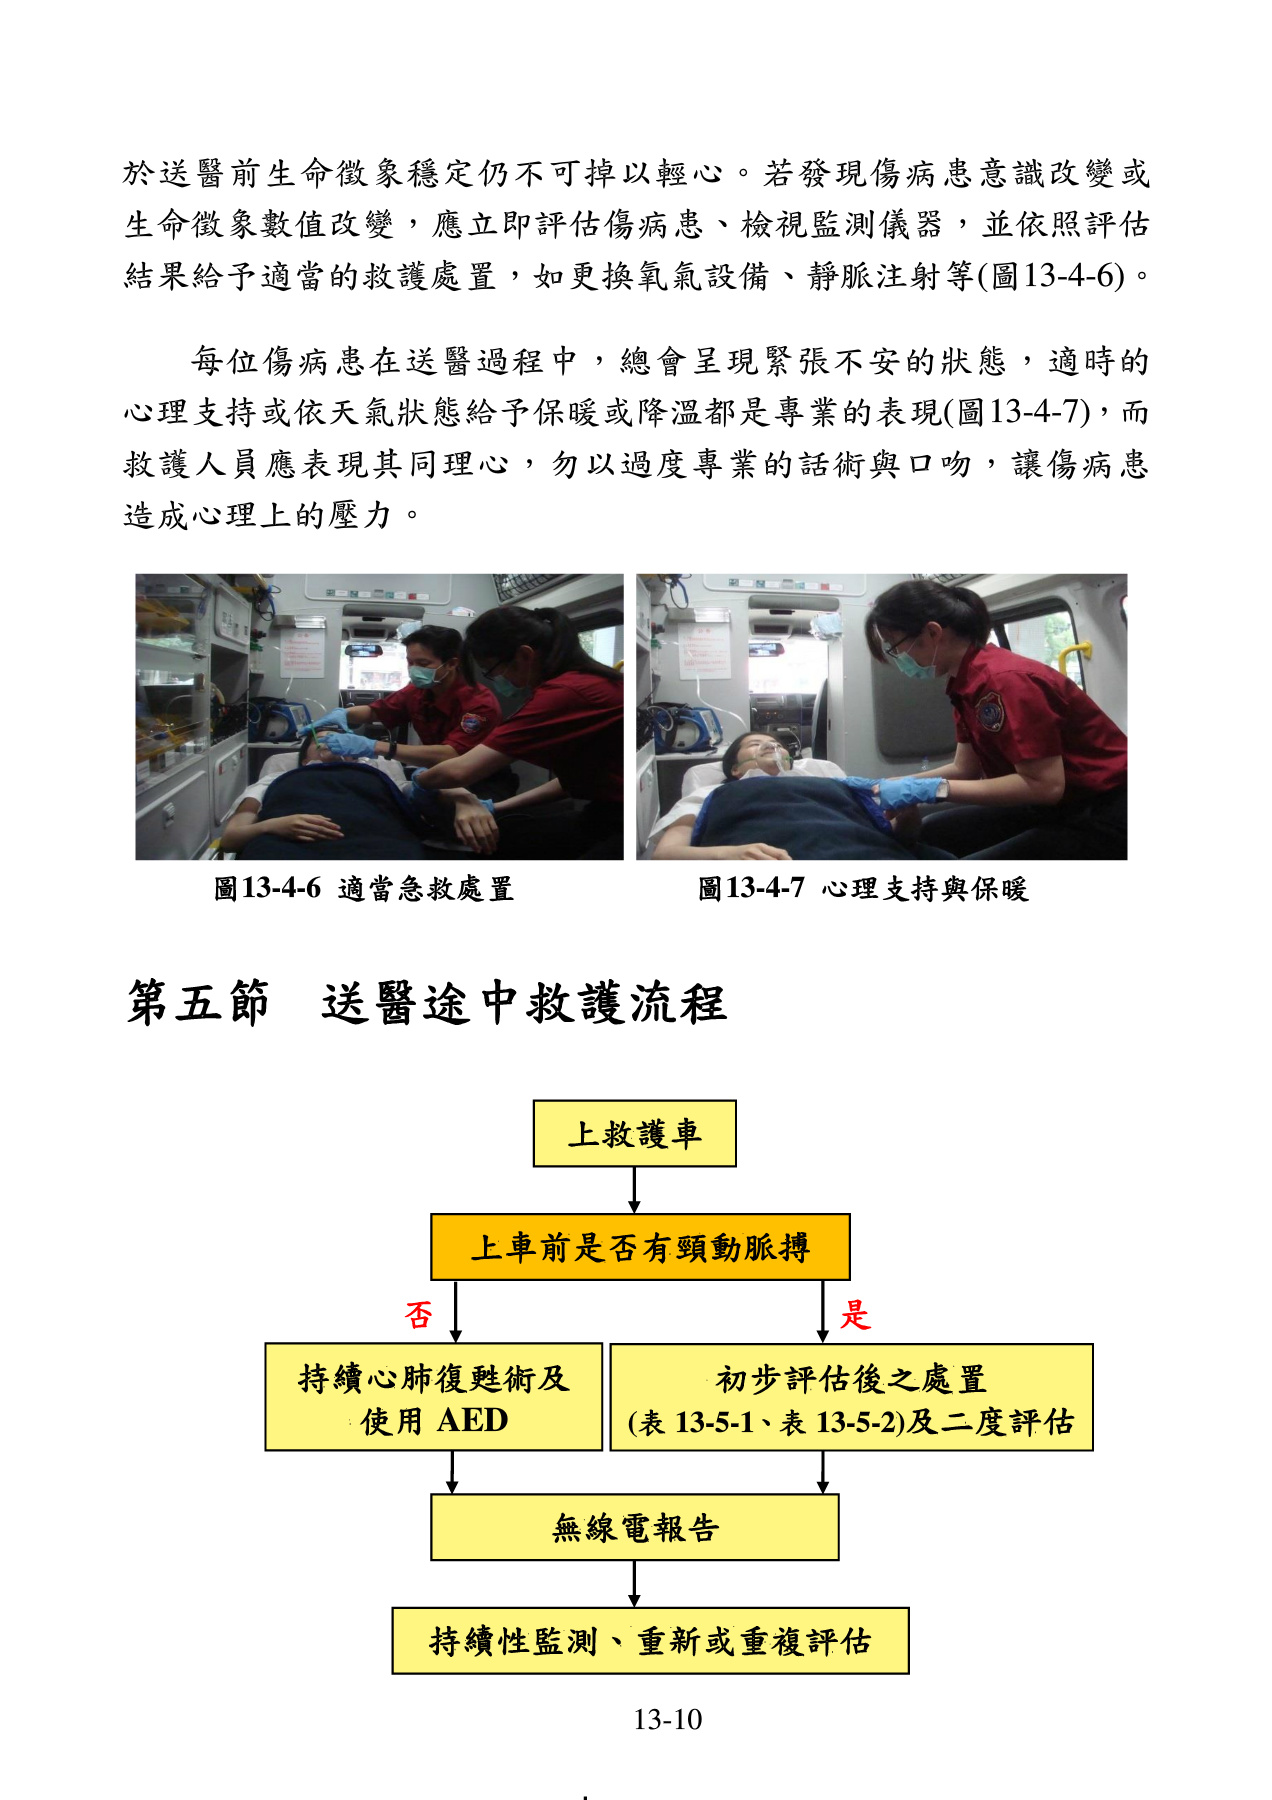 於送醫前生命徵象穩定仍不可掉以輕心。若發現傷病患意識改變或
生命徵象數值改變，應立即評估傷病患、檢視監測儀器，並依照評估
結果給予適當的救護處置，如更換氧氣設備、靜脈注射等(圖13-4-6)。
每位傷病患在送醫過程中，總會呈現緊張不安的狀態，適時的
心理支持或依天氣狀態給予保暖或降溫都是專業的表現(圖13-4-7)，而
救護人員應表現其同理心，勿以過度專業的話術與口吻，讓傷病患
造成心理上的壓力。
圖13-4-6 適當急救處置
圖13-4-7 心理支持與保暖
第五節　送醫途中救護流程
上救護車
上車前是否有頸動脈搏
否
是
持續心肺復甦術及
使用 AED
初步評估後之處置
(表 13-5-1、表 13-5-2)及二度評估
無線電報告
持續性監測、重新或重複評估
13-10